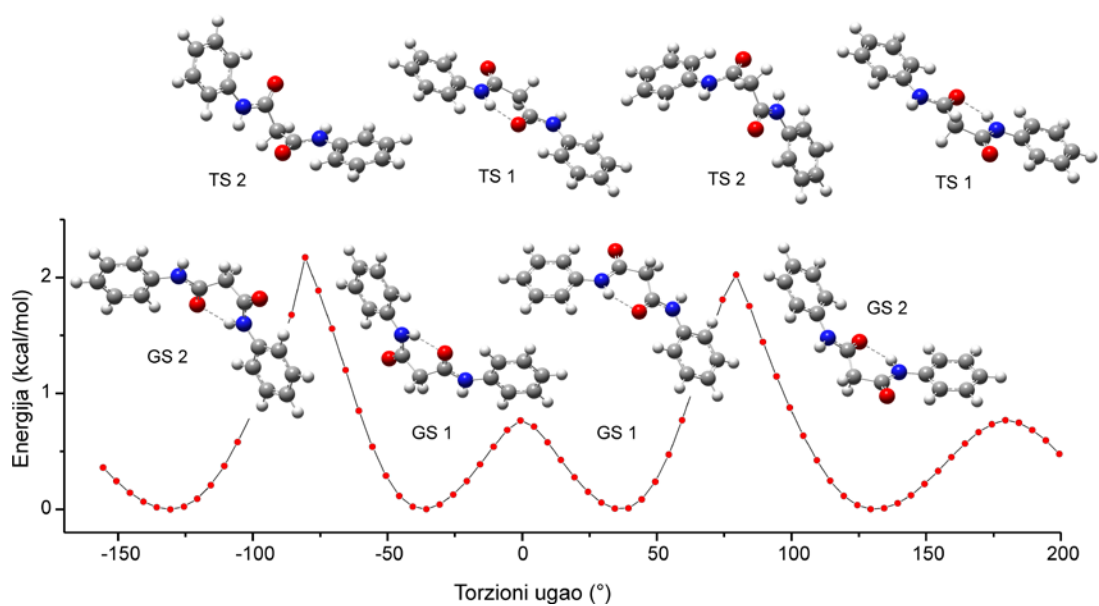 TS 2
TS 1
TS 2
TS 1
GS 2
GS 1
GS 1
GS 2
Energija (kcal/mol)
2
1
0
-150
-100
-50
0
50
100
150
200
Torzioni ugao (°)